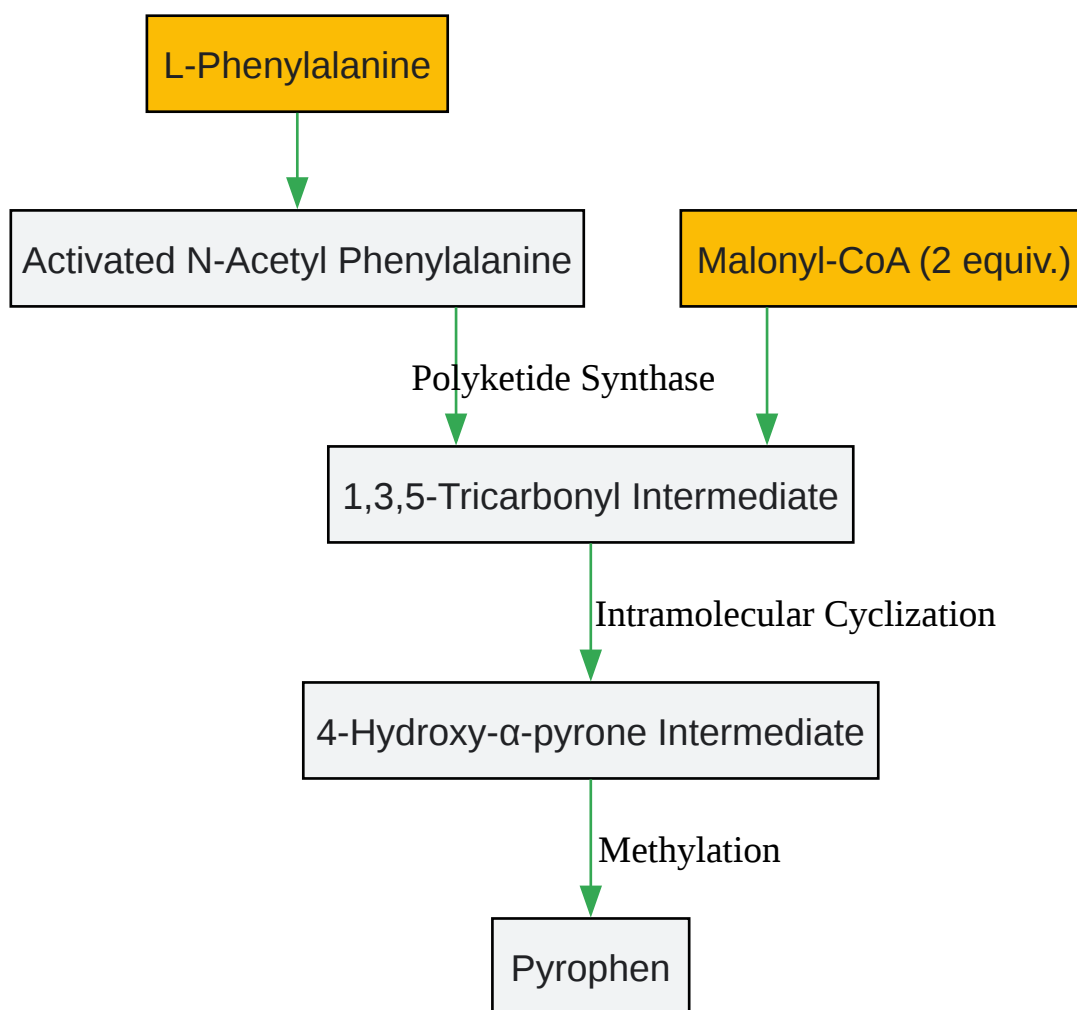 L-Phenylalanine
Activated N-Acetyl Phenylalanine
Malonyl-CoA (2 equiv.)
Polyketide Synthase
1,3,5-Tricarbonyl Intermediate
Intramolecular Cyclization
4-Hydroxy-α-pyrone Intermediate
Methylation
Pyrophen